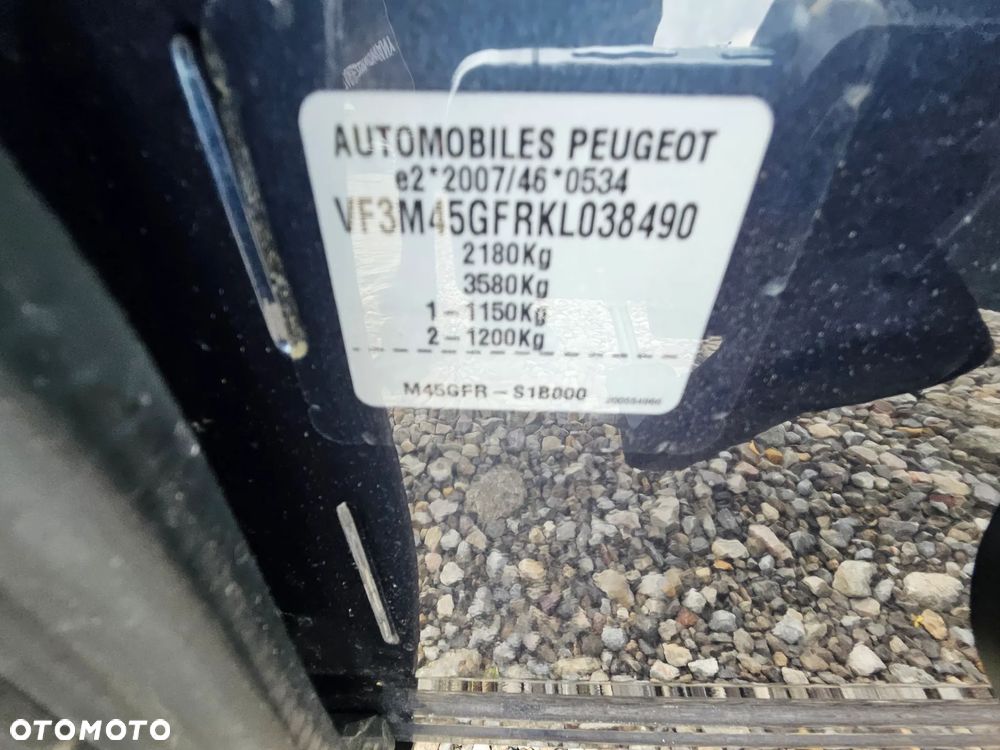 AUTOMOBILES PEUGEOT
e2*2007/46*0534
VF3M45GFRKL038490
2180Kg
3580Kg
1-1150Kg
2-1200Kg
M45GFR-S1B000
OTOMOTO